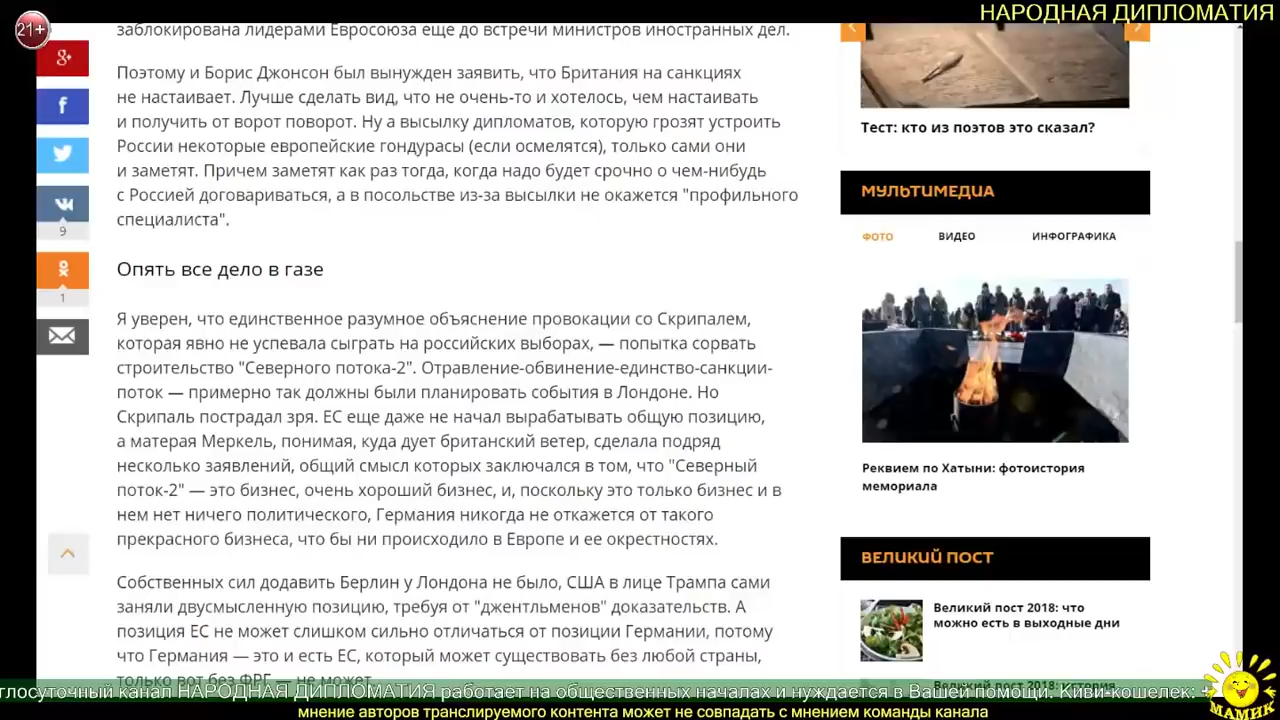 НАРОДНАЯ ДИПЛОМАТИЯ
21+
заблокирована лидерами Евросоюза еще до встречи министров иностранных дел.
Поэтому и Борис Джонсон был вынужден заявить, что Британия на санкциях
не настаивает. Лучше сделать вид, что не очень-то и хотелось, чем настаивать
и получить от ворот поворот. Ну а высылку дипломатов, которую грозят устроить
России некоторые европейские гондурасы (если осмелятся), только сами они
и заметят. Причем заметят как раз тогда, когда надо будет срочно о чем-нибудь
с Россией договариваться, а в посольстве из-за высылки не окажется "профильного
специалиста".
9
1
Опять все дело в газе
Я уверен, что единственное разумное объяснение провокации со Скрипалем,
которая явно не успевала сыграть на российских выборах, — попытка сорвать
строительство "Северного потока-2". Отравление-обвинение-единство-санкции-
поток — примерно так должны были планировать события в Лондоне. Но
Скрипаль пострадал зря. ЕС еще даже не начал вырабатывать общую позицию,
а матерая Меркель, понимая, куда дует британский ветер, сделала подряд
несколько заявлений, общий смысл которых заключался в том, что "Северный
поток-2" — это бизнес, очень хороший бизнес, и, поскольку это только бизнес и в
нем нет ничего политического, Германия никогда не откажется от такого
прекрасного бизнеса, что бы ни происходило в Европе и ее окрестностях.
Собственных сил додавить Берлин у Лондона не было, США в лице Трампа сами
заняли двусмысленную позицию, требуя от "джентльменов" доказательств. А
позиция ЕС не может слишком сильно отличаться от позиции Германии, потому
что Германия — это и есть ЕС, который может существовать без любой страны,
только вот без ФРГ — не может.
Тест: кто из поэтов это сказал?
МУЛЬТИМЕДИА
ФОТО ВИДЕО ИНФОГРАФИКА
Реквием по Хатыни: фотоистория
мемориала
ВЕЛИКИЙ ПОСТ
Великий пост 2018: что
можно есть в выходные дни
Великий пост 2018: история
глосуточный канал НАРОДНАЯ ДИПЛОМАТИЯ работает на общественных началах и нуждается в Вашей помощи. Киви-кошелек: +
мнение авторов транслируемого контента может не совпадать с мнением команды канала
МАМИК